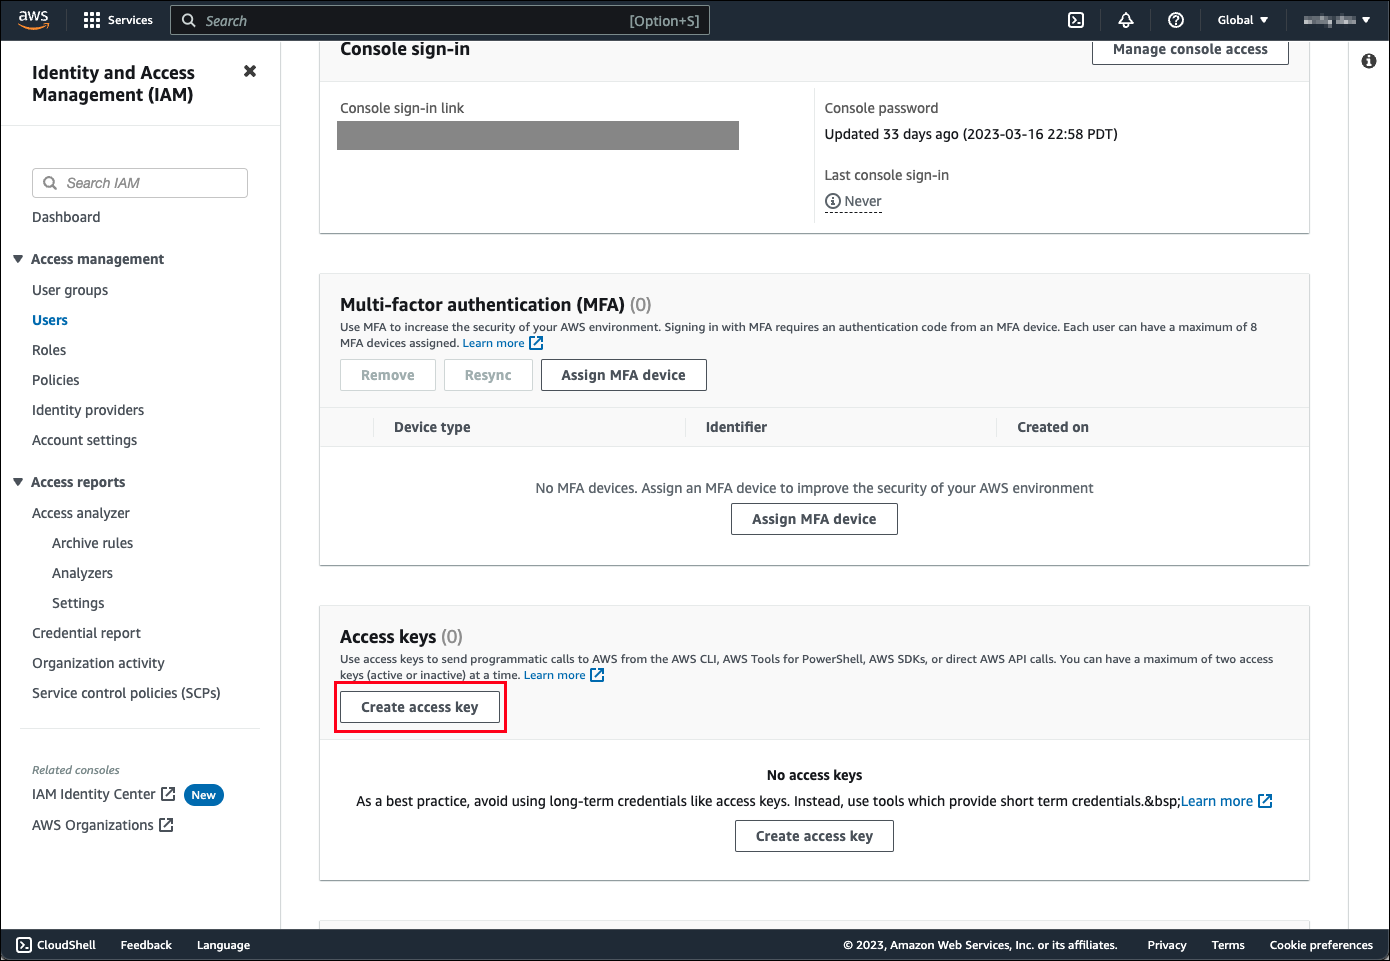 aws
Services
Search
[Option+S]
Global
Identity and Access
Management (IAM)
Search IAM
Dashboard
Access management
User groups
Users
Roles
Policies
Identity providers
Account settings
Access reports
Access analyzer
Archive rules
Analyzers
Settings
Credential report
Organization activity
Service control policies (SCPs)
Related consoles
IAM Identity Center New
AWS Organizations
Console sign-in
Manage console access
Console sign-in link
Console password
Updated 33 days ago (2023-03-16 22:58 PDT)
Last console sign-in
Never
Multi-factor authentication (MFA) (0)
Use MFA to increase the security of your AWS environment. Signing in with MFA requires an authentication code from an MFA device. Each user can have a maximum of 8
MFA devices assigned. Learn more
Remove
Resync
Assign MFA device
Device type
Identifier
Created on
No MFA devices. Assign an MFA device to improve the security of your AWS environment
Assign MFA device
Access keys (0)
Use access keys to send programmatic calls to AWS from the AWS CLI, AWS Tools for PowerShell, AWS SDKs, or direct AWS API calls. You can have a maximum of two access
keys (active or inactive) at a time. Learn more
Create access key
No access keys
As a best practice, avoid using long-term credentials like access keys. Instead, use tools which provide short term credentials.&bsp;Learn more
Create access key
CloudShell
Feedback
Language
© 2023, Amazon Web Services, Inc. or its affiliates.
Privacy
Terms
Cookie preferences